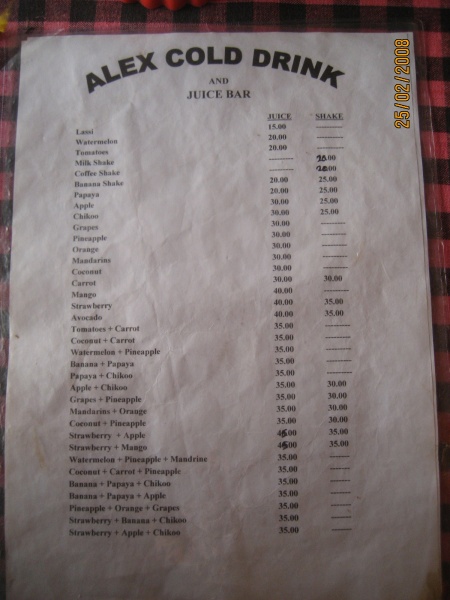 ALEX COLD DRINK
AND
JUICE BAR
JUICE SHAKE
Lassi 15.00 --------
Watermelon 20.00 --------
Tomatoes 20.00 --------
Milk Shake --------
Coffee Shake --------
Banana Shake 20.00 25.00
Papaya 20.00 25.00
Apple 30.00 25.00
Chikoo 30.00 25.00
Grapes 30.00 --------
Pineapple 30.00 --------
Orange 30.00 --------
Mandarins 30.00 --------
Coconut 30.00 --------
Carrot 30.00 30.00
Mango 40.00 --------
Strawberry 40.00 35.00
Avocado 40.00 35.00
Tomatoes + Carrot 35.00 --------
Coconut + Carrot 35.00 --------
Watermelon + Pineapple 35.00 --------
Banana + Papaya 35.00 --------
Papaya + Chikoo 35.00 --------
Apple + Chikoo 35.00 30.00
Grapes + Pineapple 35.00 30.00
Mandarins + Orange 35.00 30.00
Coconut + Pineapple 35.00 30.00
Strawberry + Apple 45.00 35.00
Strawberry + Mango 45.00 35.00
Watermelon + Pineapple + Mandrine 35.00 --------
Coconut + Carrot + Pineapple 35.00 --------
Banana + Papaya + Chikoo 35.00 --------
Banana + Papaya + Apple 35.00 --------
Pineapple + Orange + Grapes 35.00 --------
Strawberry + Banana + Chikoo 35.00 --------
Strawberry + Apple + Chikoo 35.00 --------
25/02/2008